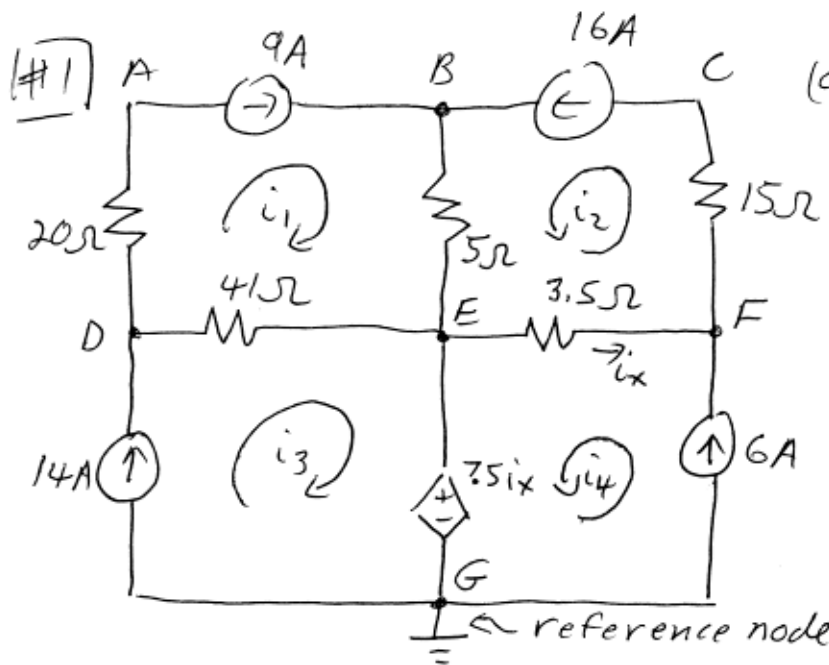 #1 A 9A B 16A C (c
20Ω i₁ 5Ω i₂ 15Ω
41Ω 3.5Ω
D E F
→ix
14A i₃ 7.5ix i₄ 6A
+
-
G
← reference node